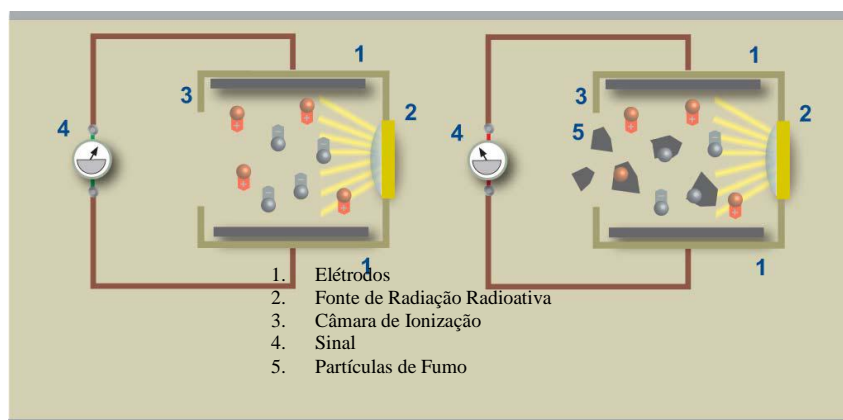 1
1
3
2
3
2
4
4
5
1
1
1. Elétrodos
2. Fonte de Radiação Radioativa
3. Câmara de Ionização
4. Sinal
5. Partículas de Fumo